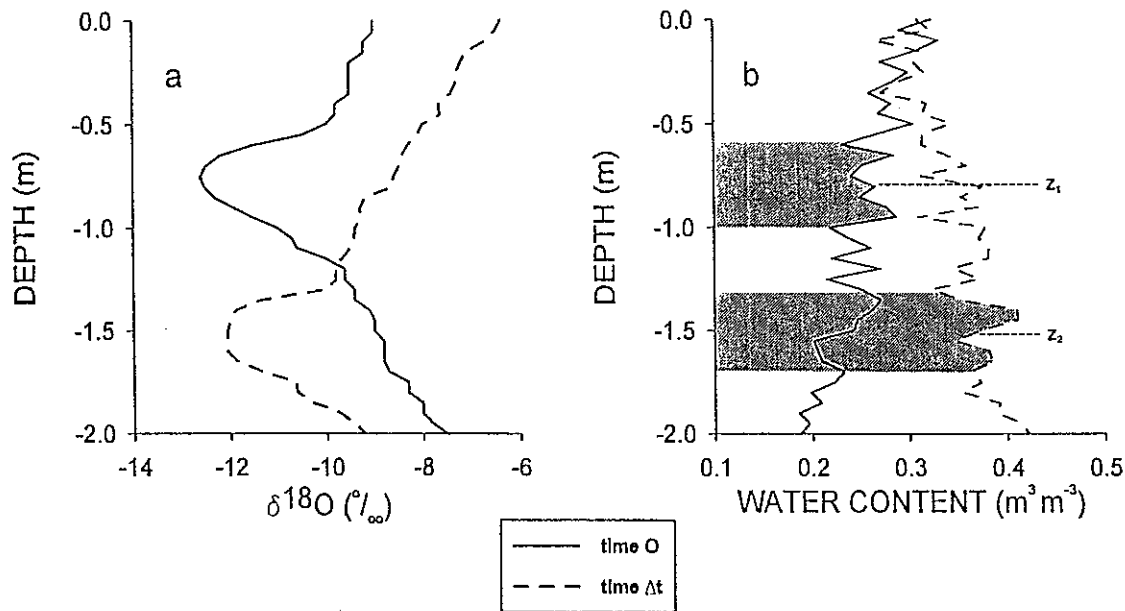 a
DEPTH (m)
0.0
-0.5
-1.0
-1.5
-2.0
-14 -12 -10 -8 -6
δ18O (°/∞)
b
DEPTH (m)
0.0
-0.5
-1.0
-1.5
-2.0
z1
z2
0.1 0.2 0.3 0.4 0.5
WATER CONTENT (m³ m⁻³)
time O
time Δt